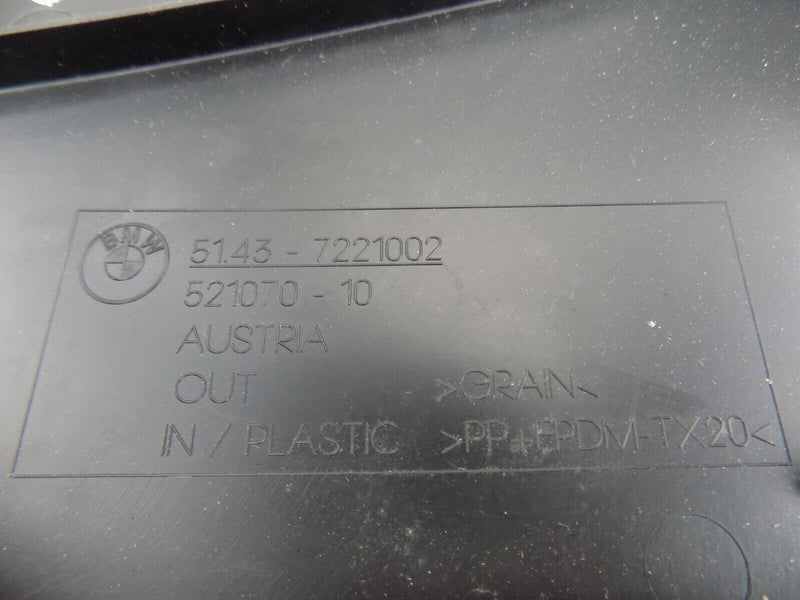 BMW
51.43 - 7221002
521070 - 10
AUSTRIA
OUT >GRAIN<
IN / PLASTIC >PP+EPDM-TX20<